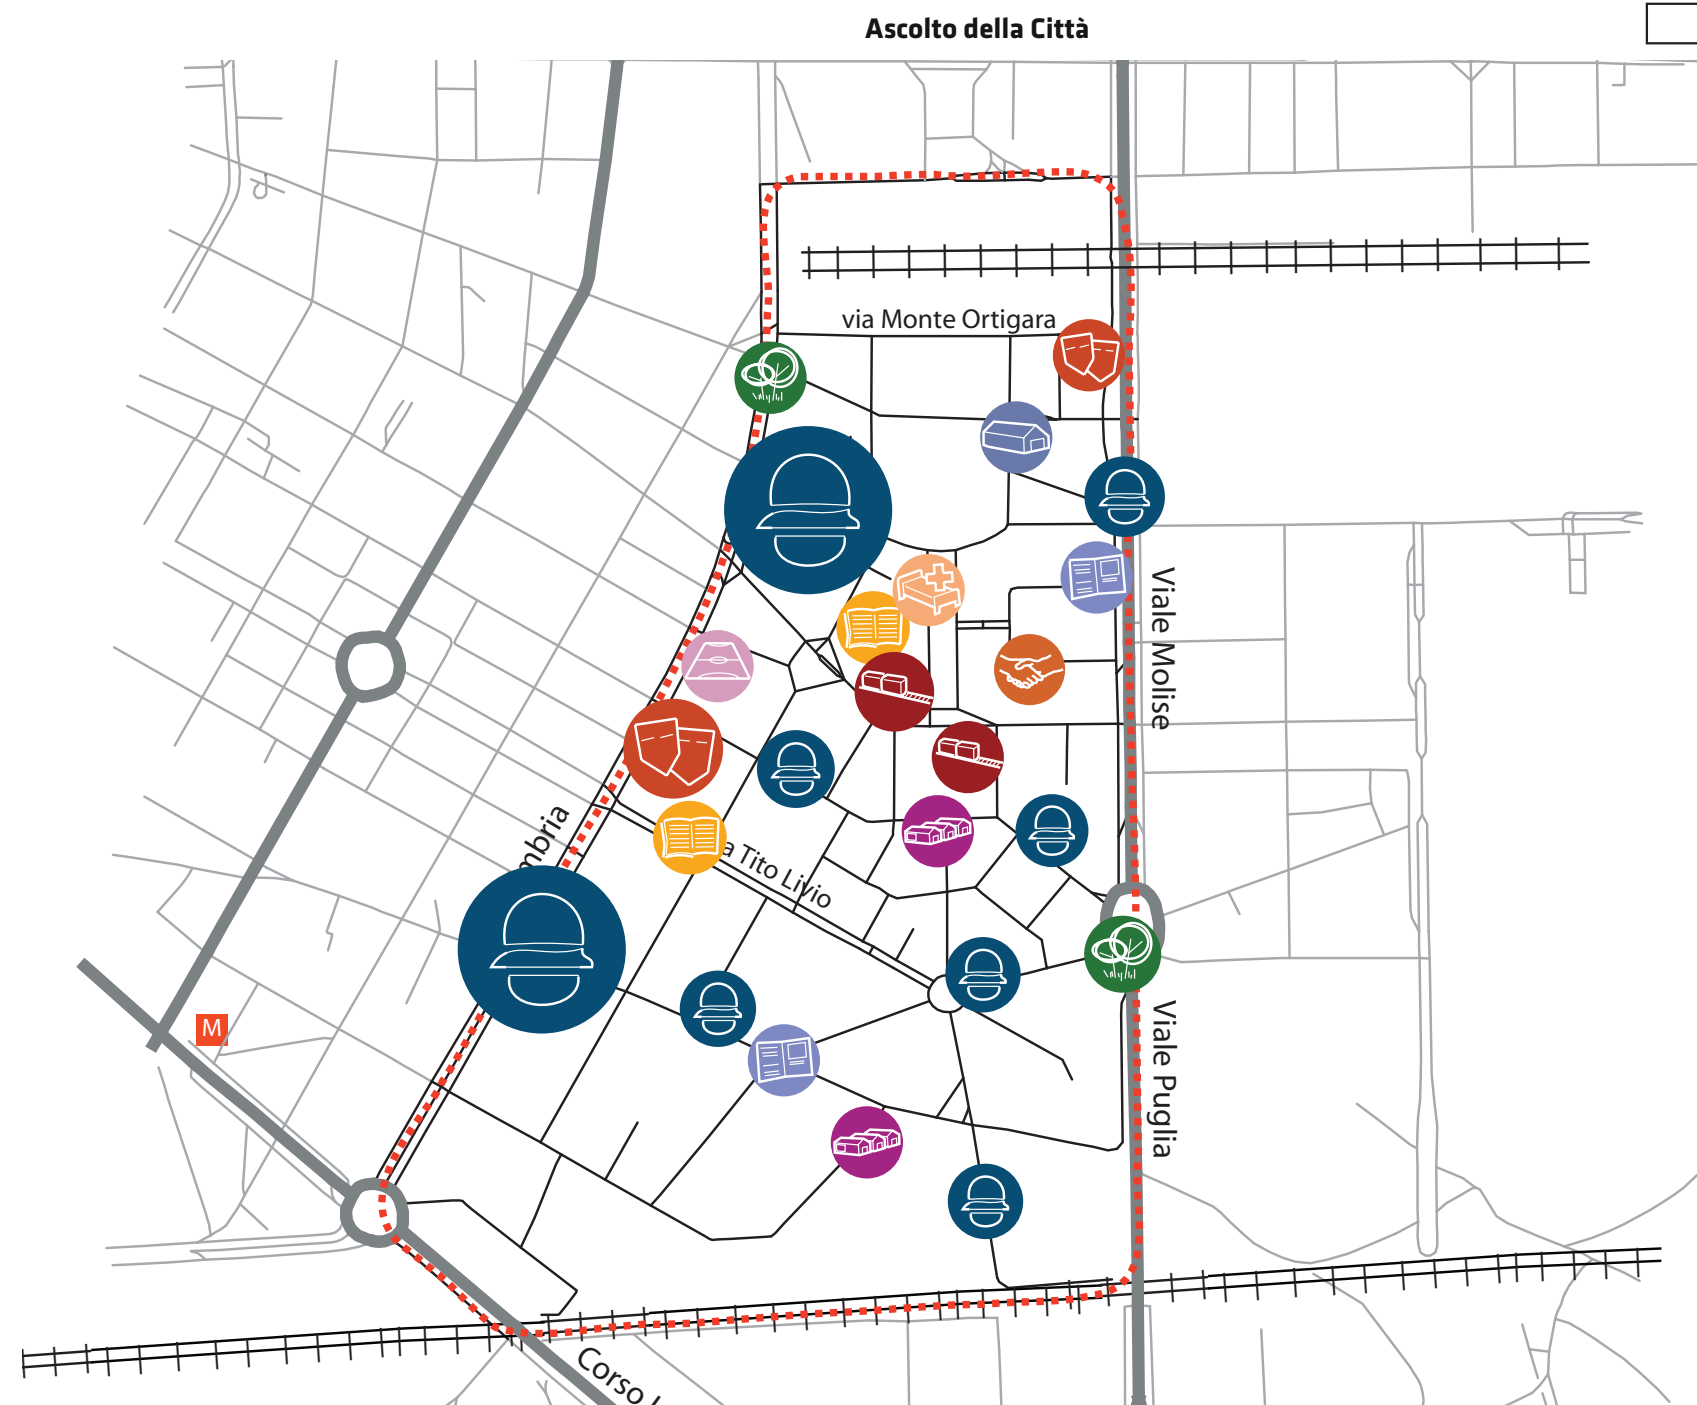 Ascolto della Città
via Monte Ortigara
Viale Molise
mbria
a Tito Livio
M
Viale Puglia
Corso